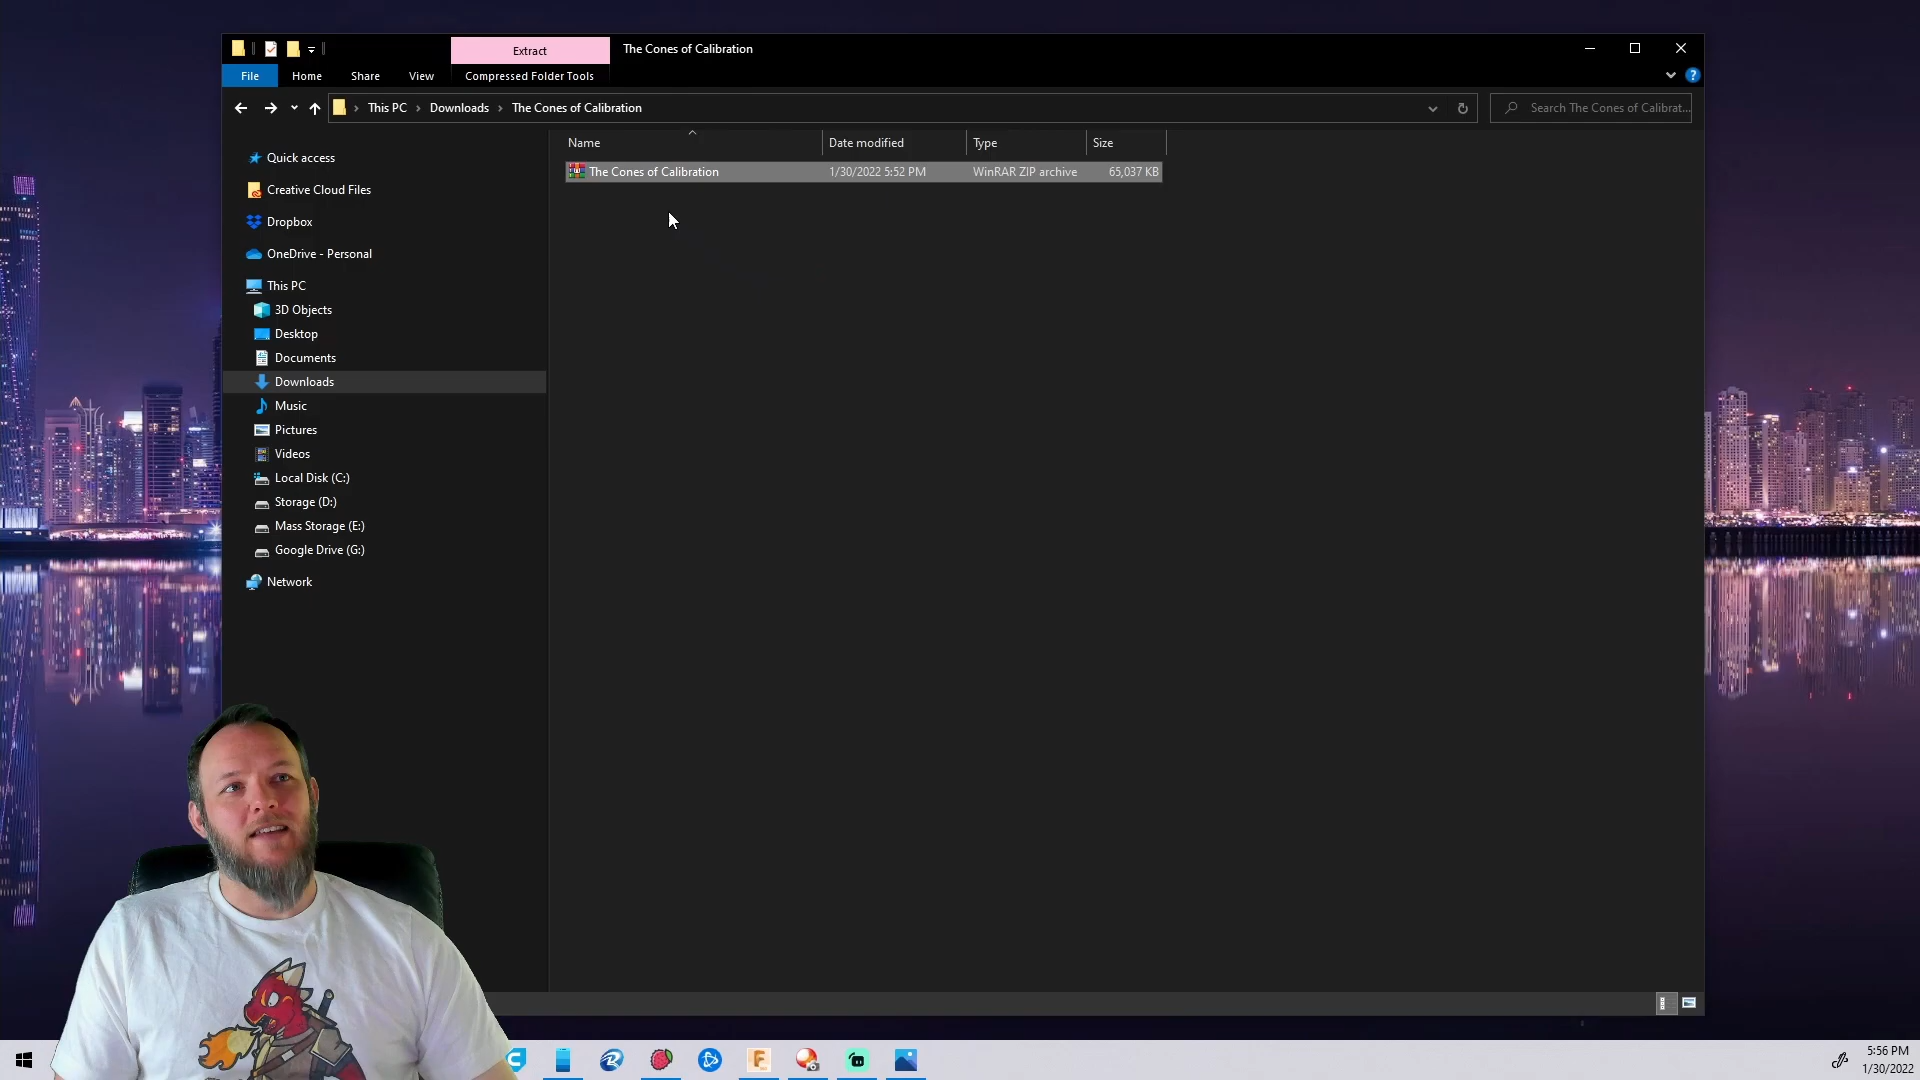 Extract
The Cones of Calibration
File Home Share View Compressed Folder Tools
This PC > Downloads > The Cones of Calibration
Search The Cones of Calibrat...
Name Date modified Type Size
The Cones of Calibration 1/30/2022 5:52 PM WinRAR ZIP archive 65,037 KB
Quick access
Creative Cloud Files
Dropbox
OneDrive - Personal
This PC
3D Objects
Desktop
Documents
Downloads
Music
Pictures
Videos
Local Disk (C:)
Storage (D:)
Mass Storage (E:)
Google Drive (G:)
Network
5:56 PM
1/30/2022